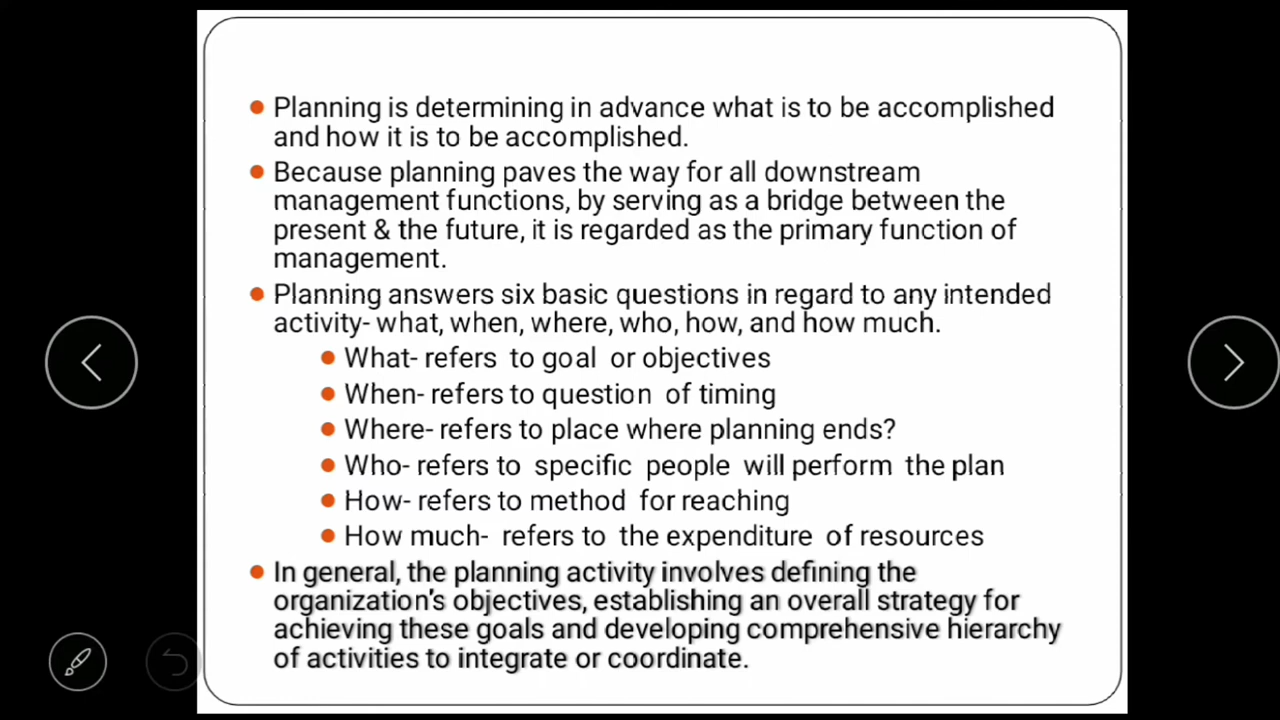 Planning is determining in advance what is to be accomplished
and how it is to be accomplished.
Because planning paves the way for all downstream
management functions, by serving as a bridge between the
present & the future, it is regarded as the primary function of
management.
Planning answers six basic questions in regard to any intended
activity- what, when, where, who, how, and how much.
What- refers to goal or objectives
When- refers to question of timing
Where- refers to place where planning ends?
Who- refers to specific people will perform the plan
How- refers to method for reaching
How much- refers to the expenditure of resources
In general, the planning activity involves defining the
organization's objectives, establishing an overall strategy for
achieving these goals and developing comprehensive hierarchy
of activities to integrate or coordinate.